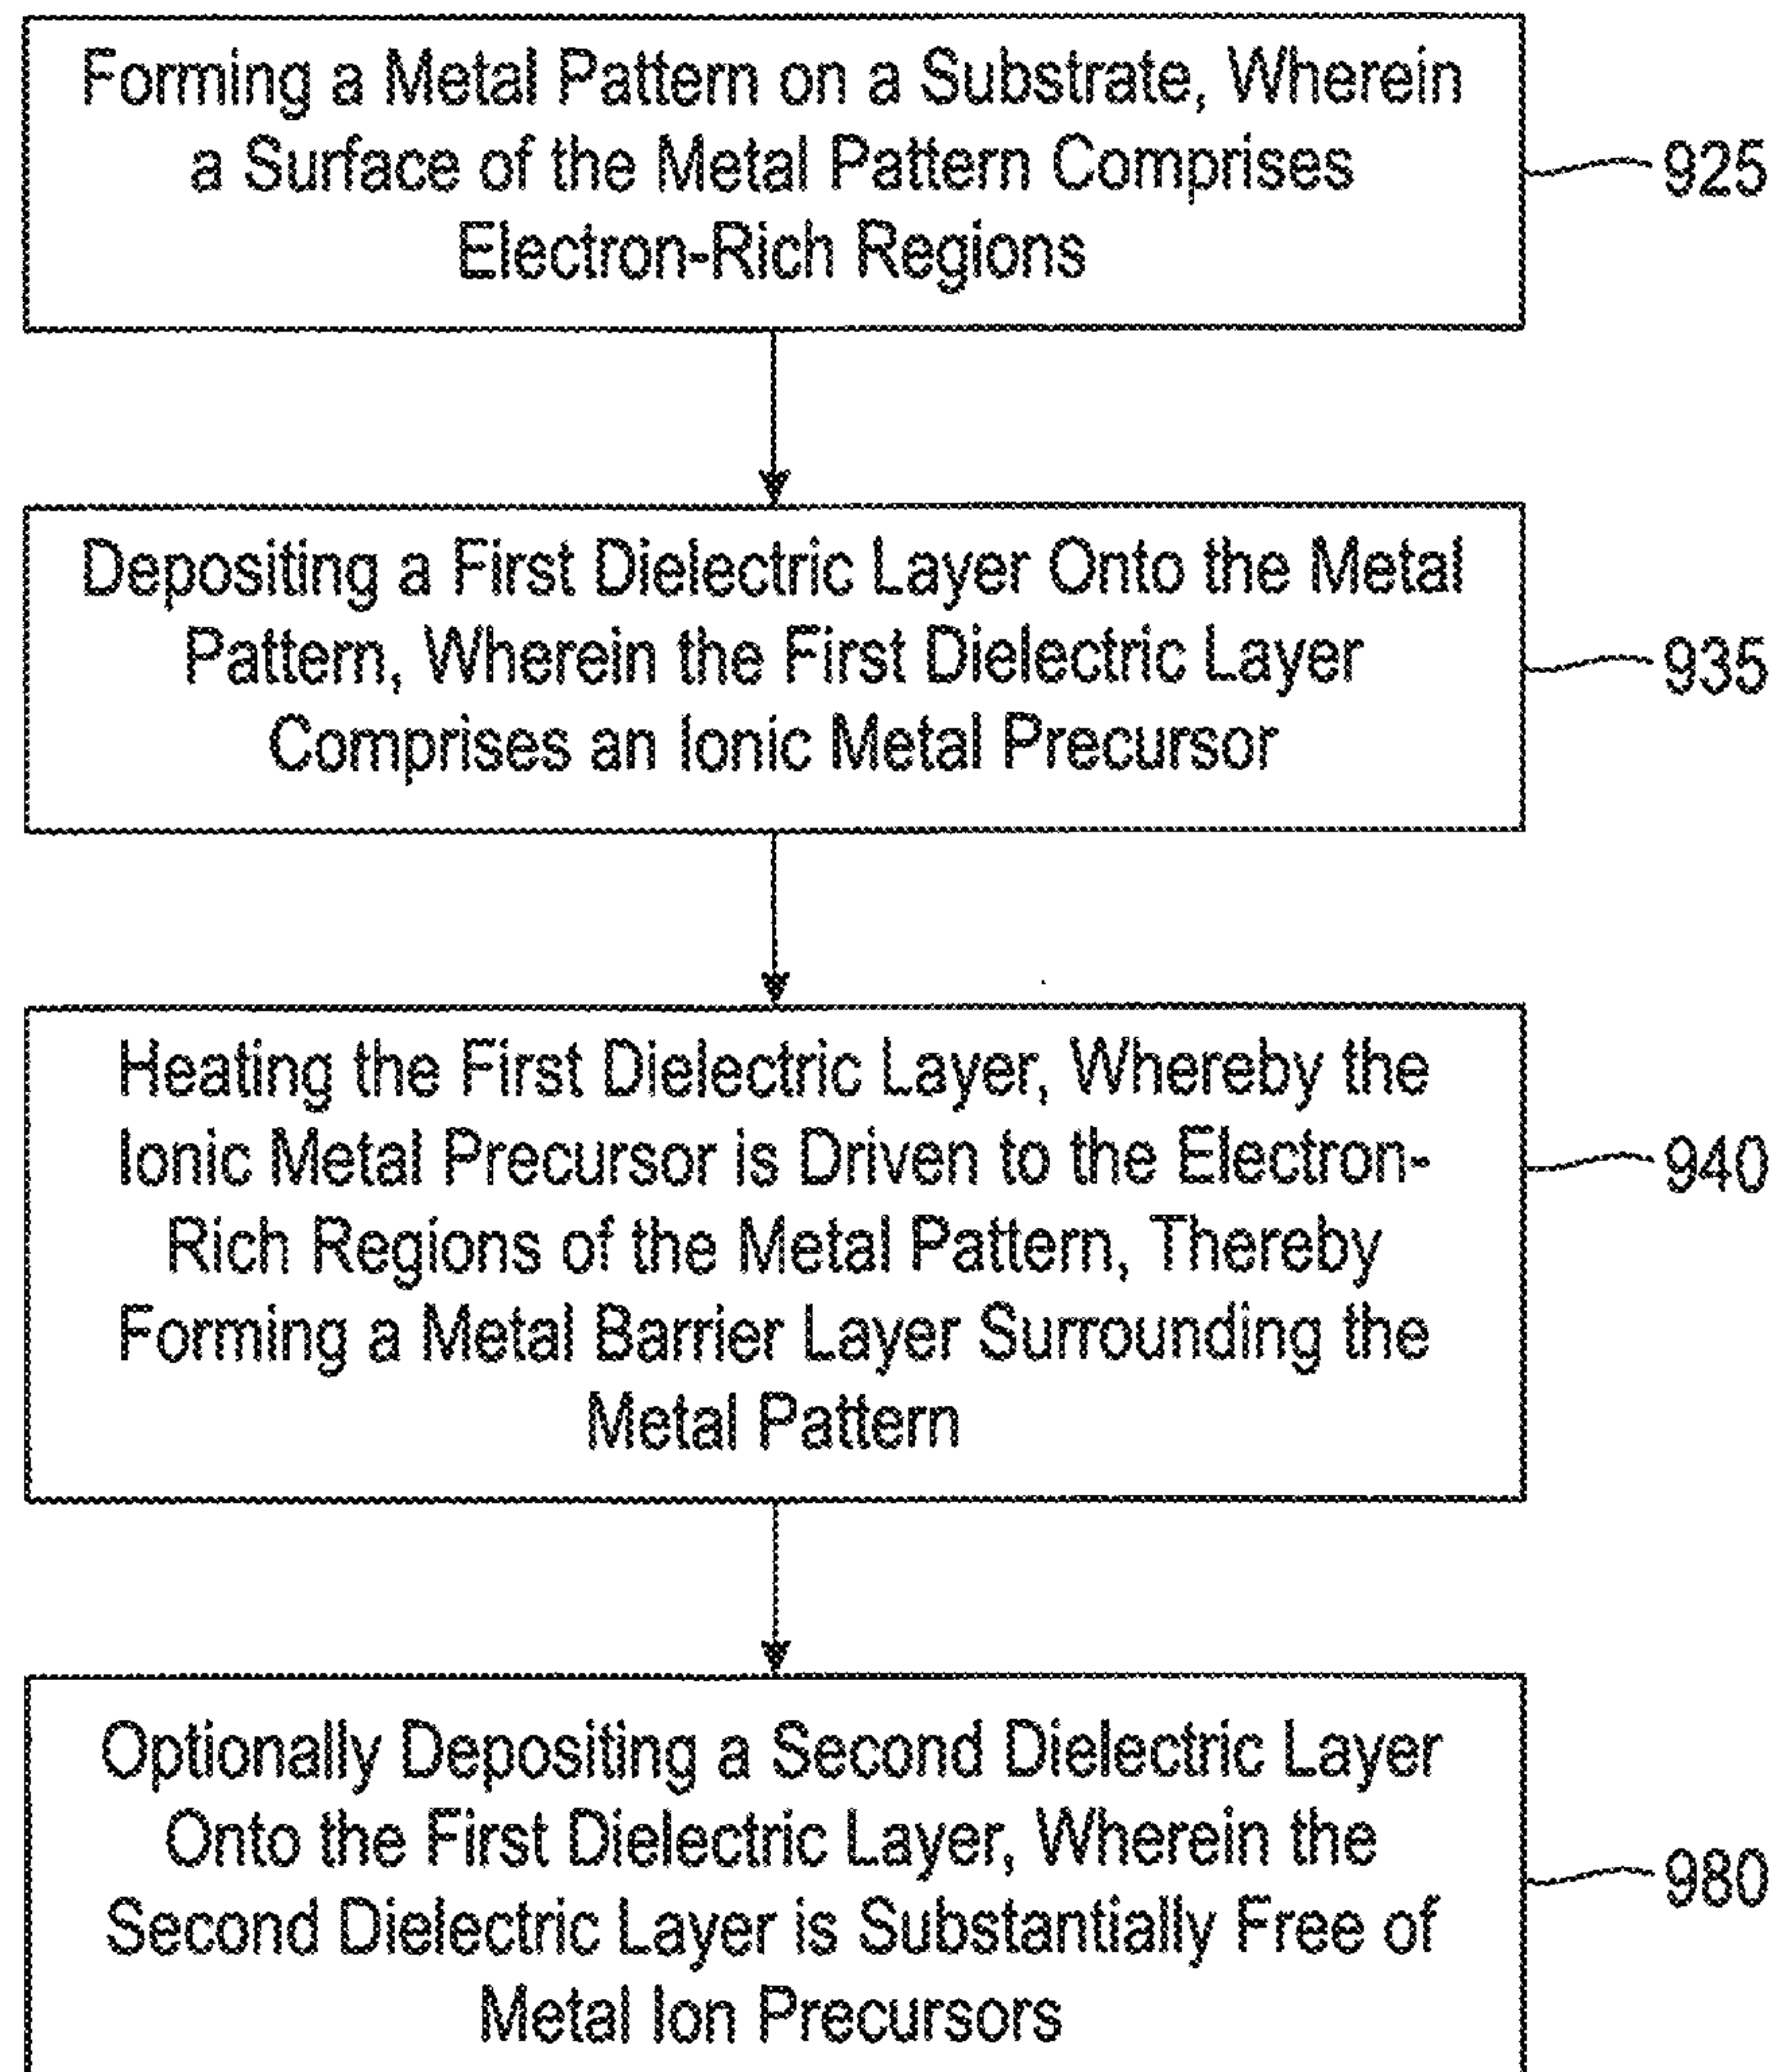 Forming a Metal Pattern on a Substrate, Wherein
a Surface of the Metal Pattern Comprises
Electron-Rich Regions
925
Depositing a First Dielectric Layer Onto the Metal
Pattern, Wherein the First Dielectric Layer
Comprises an Ionic Metal Precursor
935
Heating the First Dielectric Layer, Whereby the
Ionic Metal Precursor is Driven to the Electron-
Rich Regions of the Metal Pattern, Thereby
Forming a Metal Barrier Layer Surrounding the
Metal Pattern
940
Optionally Depositing a Second Dielectric Layer
Onto the First Dielectric Layer, Wherein the
Second Dielectric Layer is Substantially Free of
Metal Ion Precursors
980